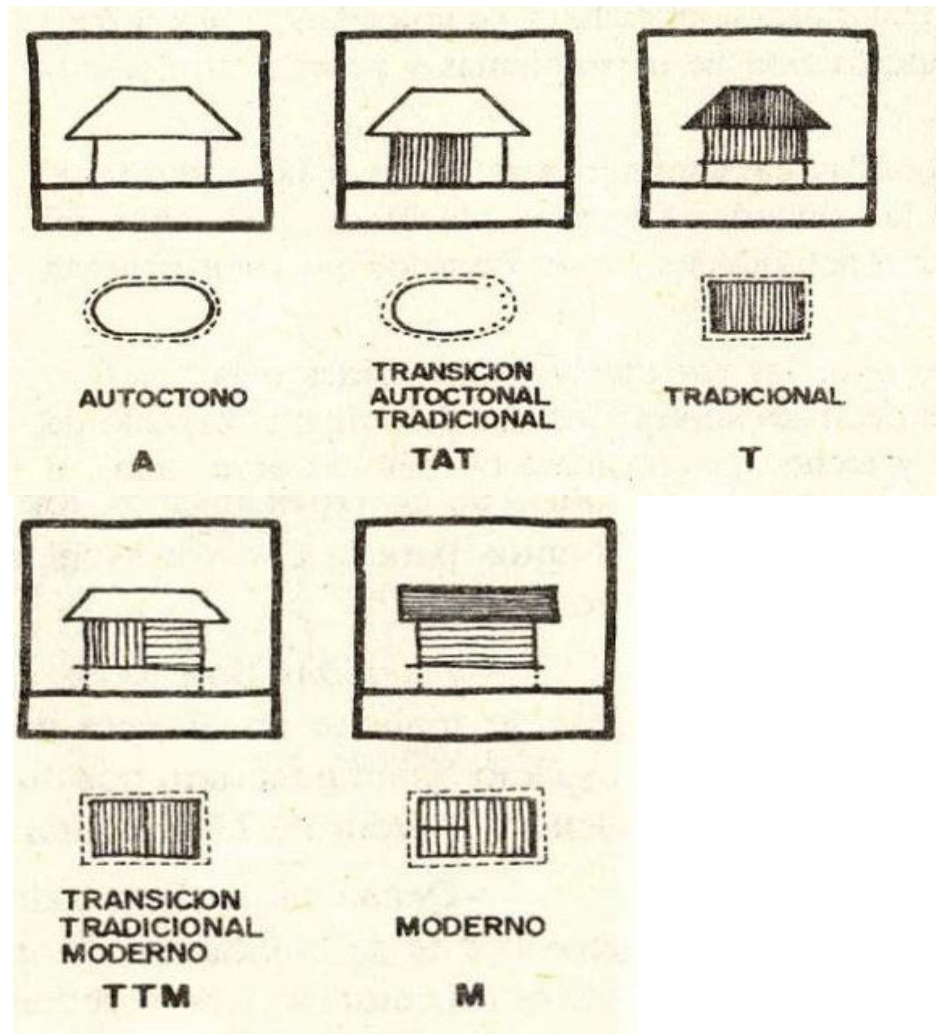 AUTOCTONO
A
TRANSICION
AUTOCTONAL
TRADICIONAL
TAT
TRADICIONAL
T
TRANSICION
TRADICIONAL
MODERNO
TTM
MODERNO
M